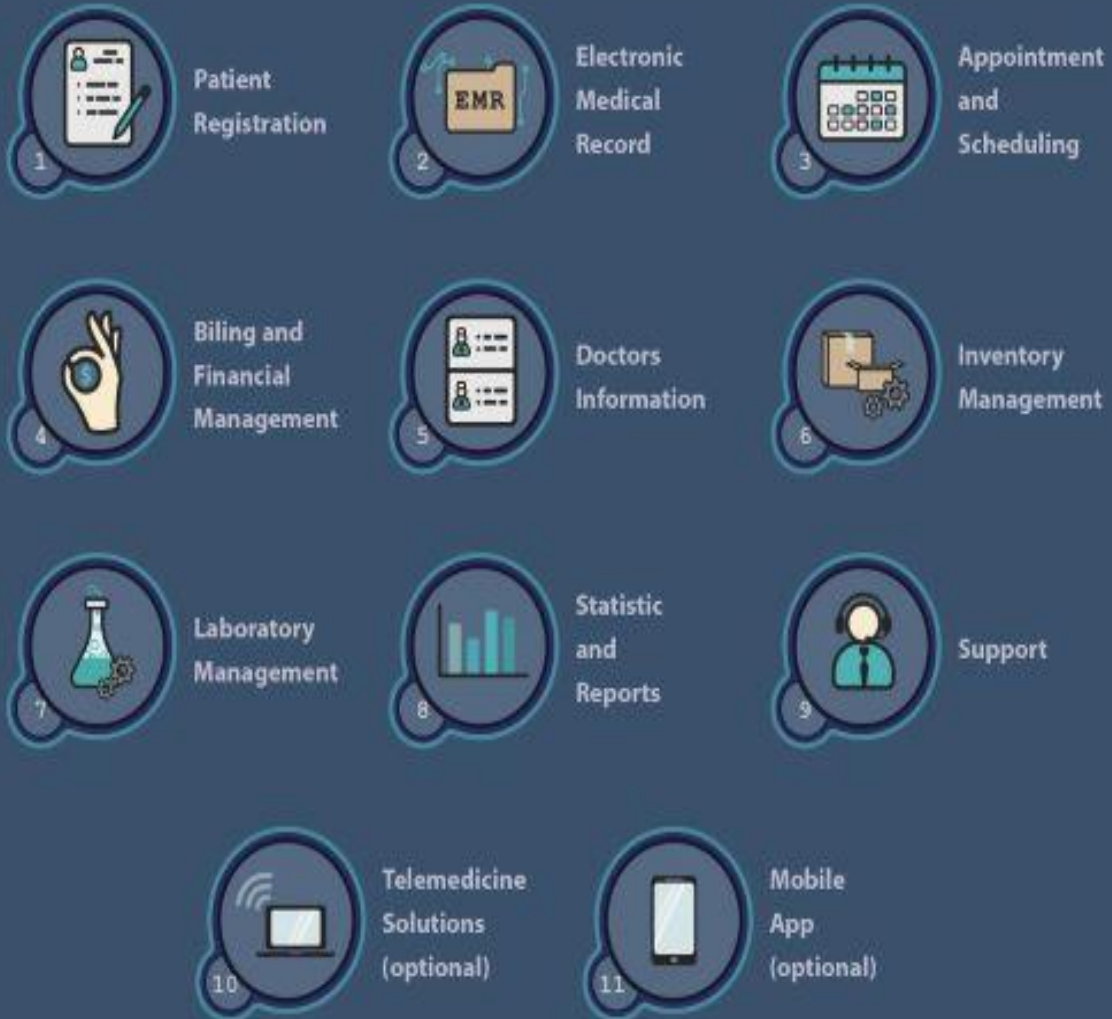 1
Patient
Registration
2
EMR
Electronic
Medical
Record
3
Appointment
and
Scheduling
4
$
Biling and
Financial
Management
5
Doctors
Information
6
Inventory
Management
7
Laboratory
Management
8
Statistic
and
Reports
9
Support
10
Telemedicine
Solutions
(optional)
11
Mobile
App
(optional)